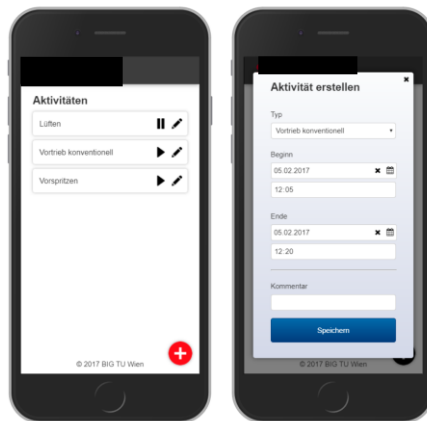 Aktivitäten
Lüften
Vortrieb konventionell
Vorspritzen
© 2017 BIG TU Wien
Aktivität erstellen
Typ
Vortrieb konventionell
Beginn
05.02.2017
12:05
Ende
05.02.2017
12:20
Kommentar
Speichern
© 2017 BIG TU Wien